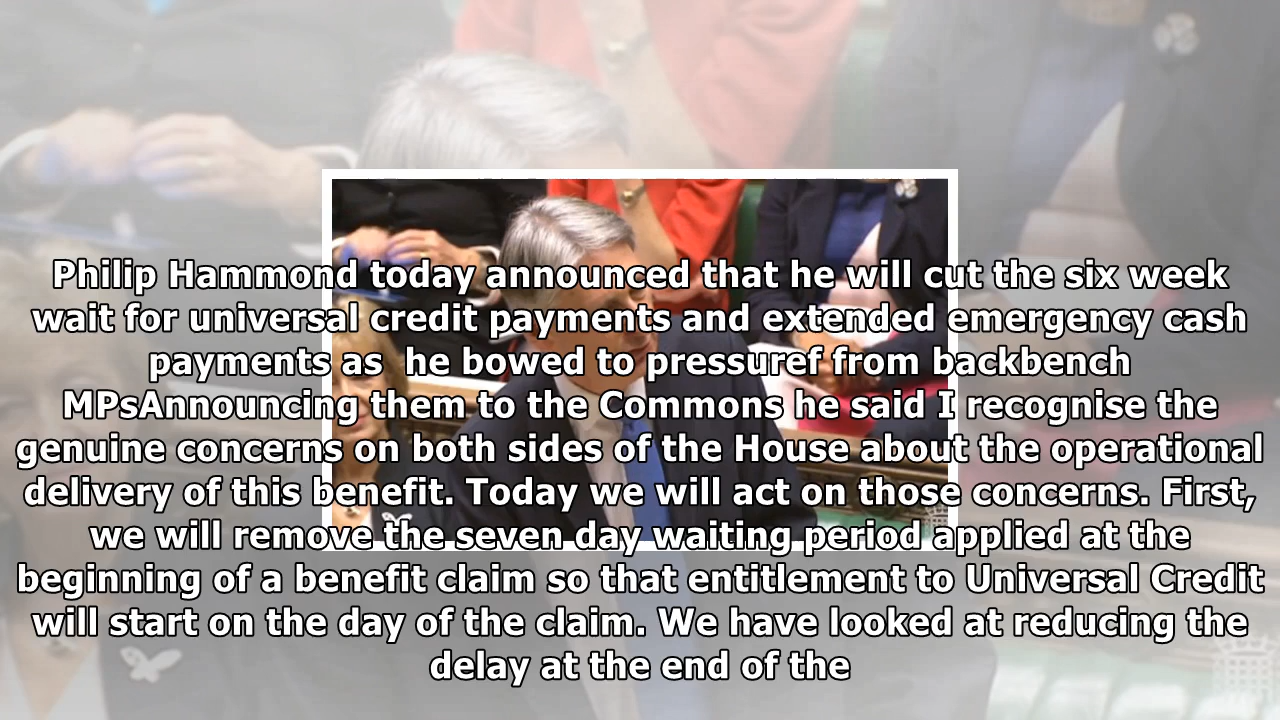 Philip Hammond today announced that he will cut the six week
wait for universal credit payments and extended emergency cash
payments as  he bowed to pressuref from backbench
MPsAnnouncing them to the Commons he said I recognise the
genuine concerns on both sides of the House about the operational
delivery of this benefit. Today we will act on those concerns. First,
we will remove the seven day waiting period applied at the
beginning of a benefit claim so that entitlement to Universal Credit
will start on the day of the claim. We have looked at reducing the
delay at the end of the